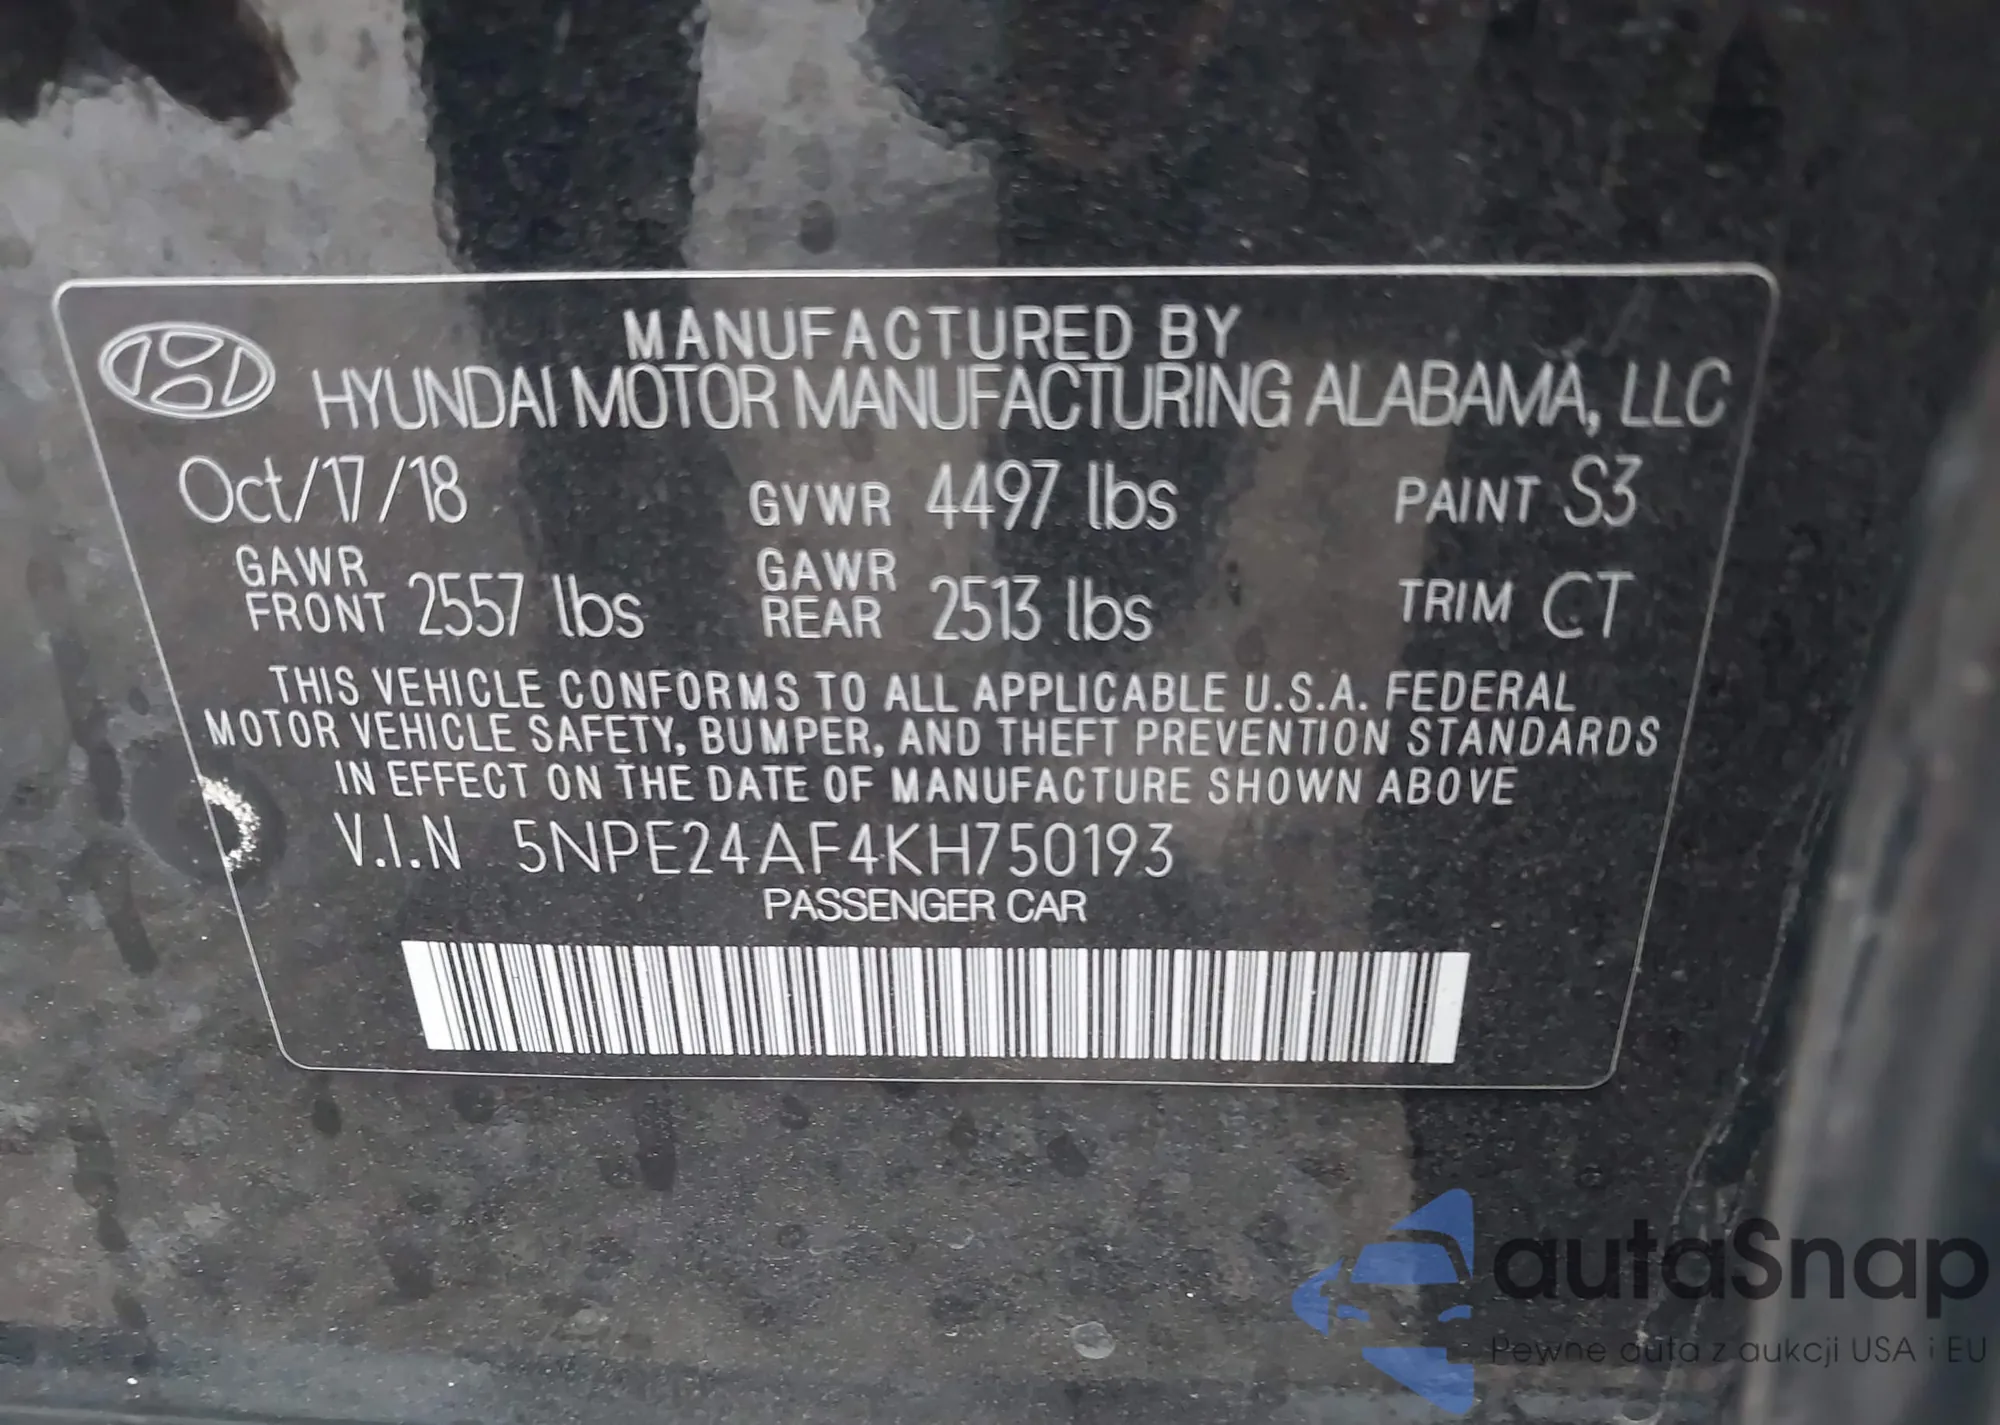 MANUFACTURED BY
HYUNDAI MOTOR MANUFACTURING ALABAMA, LLC
Oct/17/18 GVWR 4497 lbs PAINT S3
GAWR FRONT 2557 lbs GAWR REAR 2513 lbs TRIM CT
THIS VEHICLE CONFORMS TO ALL APPLICABLE U.S.A. FEDERAL
MOTOR VEHICLE SAFETY, BUMPER, AND THEFT PREVENTION STANDARDS
IN EFFECT ON THE DATE OF MANUFACTURE SHOWN ABOVE
V.I.N 5NPE24AF4KH750193
PASSENGER CAR
autaSnap
Pewne auta z aukcji USA i EU